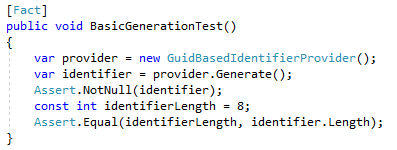 [Fact]
public void BasicGenerationTest()
{
    var provider = new GuidBasedIdentifierProvider();
    var identifier = provider.Generate();
    Assert.NotNull(identifier);
    const int identifierLength = 8;
    Assert.Equal(identifierLength, identifier.Length);
}